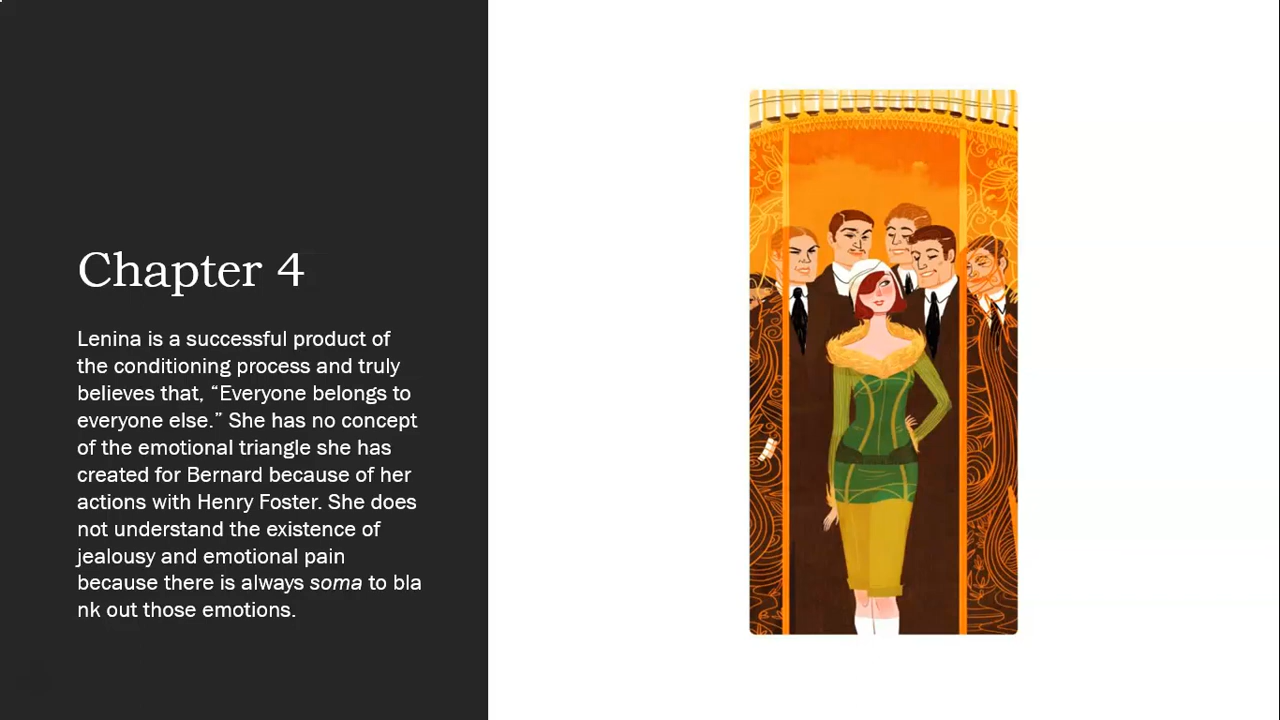 Chapter 4
Lenina is a successful product of
the conditioning process and truly
believes that, “Everyone belongs to
everyone else.” She has no concept
of the emotional triangle she has
created for Bernard because of her
actions with Henry Foster. She does
not understand the existence of
jealousy and emotional pain
because there is always soma to bla
nk out those emotions.